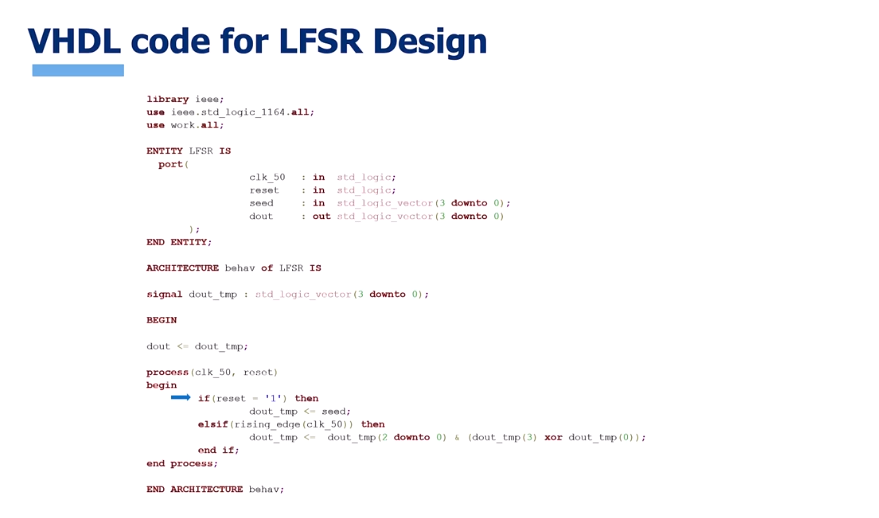 VHDL code for LFSR Design
library ieee;
use ieee.std_logic_1164.all;
use work.all;
ENTITY LFSR IS
port(
clk_50 : in std_logic;
reset : in std_logic;
seed : in std_logic_vector(3 downto 0);
dout : out std_logic_vector(3 downto 0)
);
END ENTITY;
ARCHITECTURE behav of LFSR IS
signal dout_tmp : std_logic_vector(3 downto 0);
BEGIN
dout <= dout_tmp;
process(clk_50, reset)
begin
if(reset = '1') then
dout_tmp <= seed;
elsif(rising_edge(clk_50)) then
dout_tmp <= dout_tmp(2 downto 0) & (dout_tmp(3) xor dout_tmp(0));
end if;
end process;
END ARCHITECTURE behav;